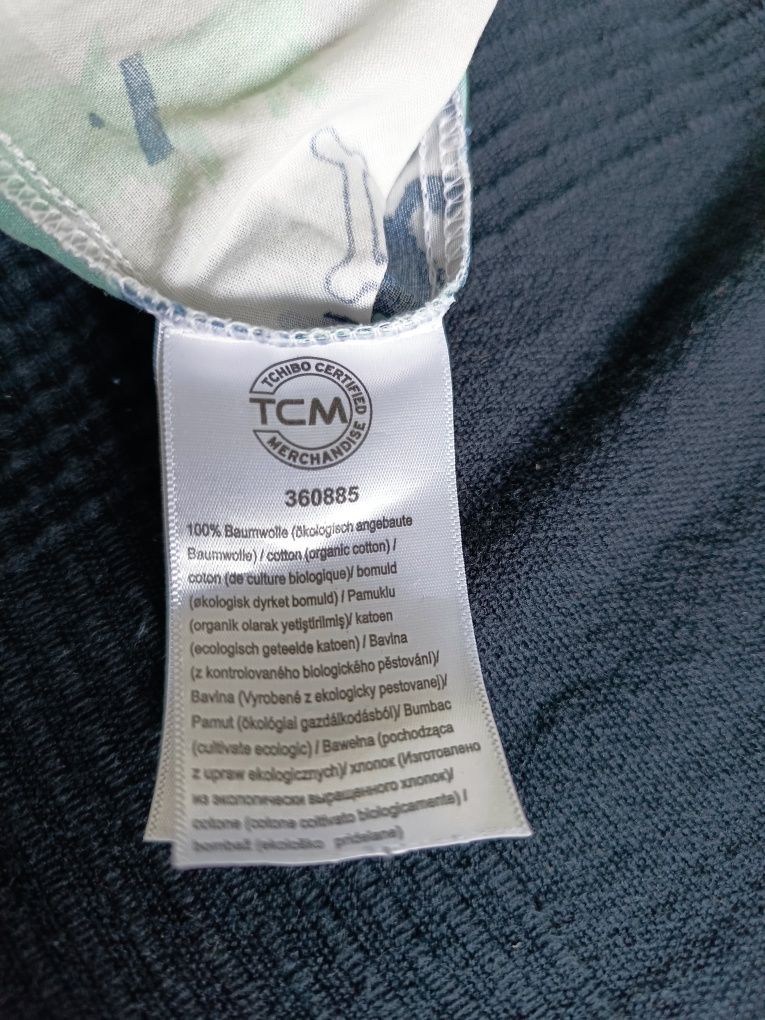 TCHIBO CERTIFIED
TCM
MERCHANDISE
360885
100% Baumwolle (ökologisch angebaute
Baumwolle) / cotton (organic cotton) /
coton (de culture biologique)/ bomuld
(økologisk dyrket bomuld) / Pamuklu
(organik olarak yetiştirilmiş)/ katoen
(ecologisch geteelde katoen) / Bavlna
(z kontrolovaného biologického pěstování)/
Bavlna (Vyrobené z ekologicky pestovanej)/
Pamut (ökológiai gazdálkodásból)/ Bumbac
(cultivate ecologic) / Bawełna (pochodząca
z upraw ekologicznych)/ хлопок (Изготовлено
из экологически выращенного хлопок)/
cotone (cotone coltivato biologicamente) /
bombaž (ekološko pridelane)